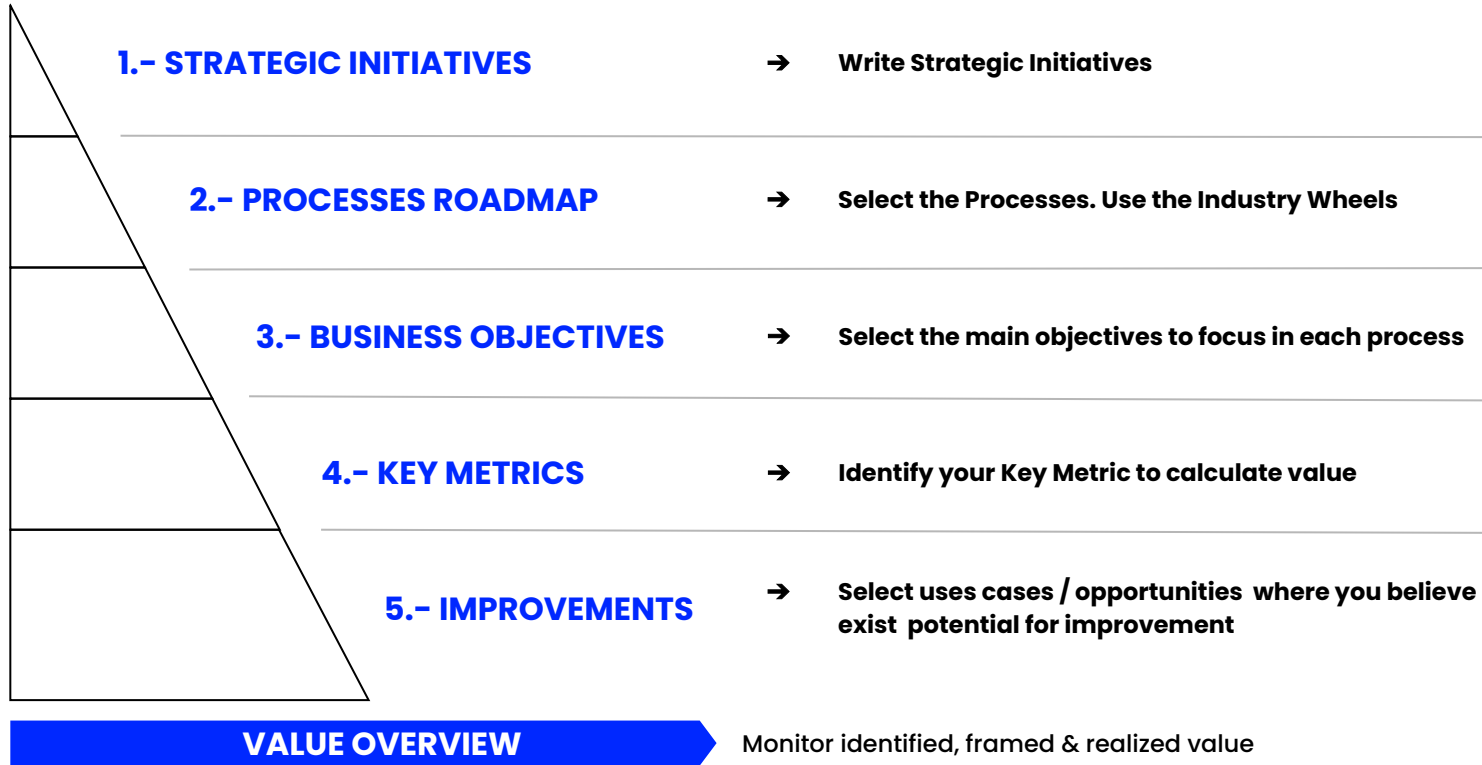 1.- STRATEGIC INITIATIVES ➔ Write Strategic Initiatives
2.- PROCESSES ROADMAP ➔ Select the Processes. Use the Industry Wheels
3.- BUSINESS OBJECTIVES ➔ Select the main objectives to focus in each process
4.- KEY METRICS ➔ Identify your Key Metric to calculate value
5.- IMPROVEMENTS ➔ Select uses cases / opportunities where you believe
exist potential for improvement
VALUE OVERVIEW Monitor identified, framed & realized value